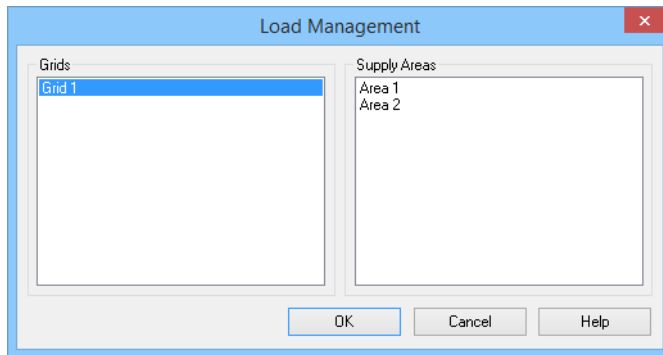 Load Management
Grids
Grid 1
Supply Areas
Area 1
Area 2
OK
Cancel
Help